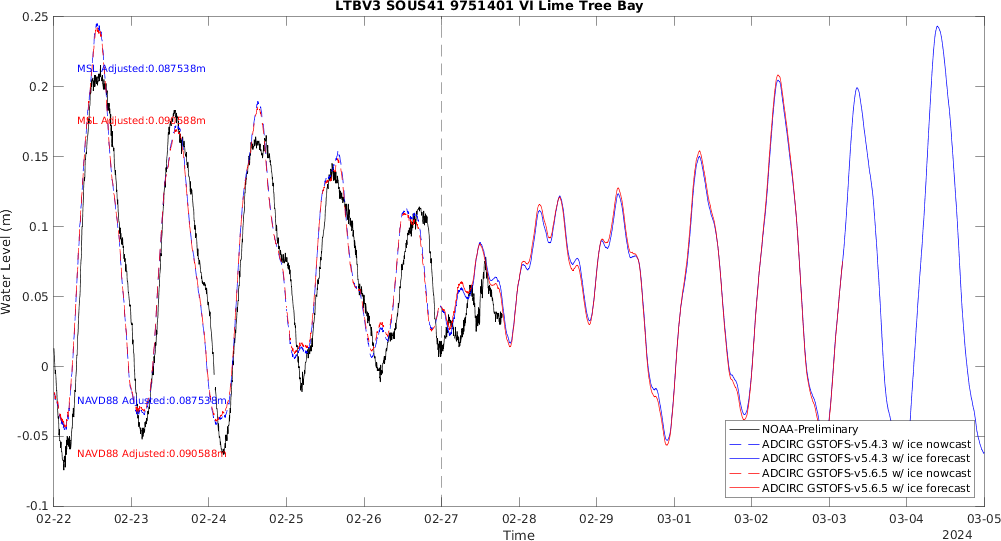 LTBV3 SOUS41 9751401 VI Lime Tree Bay
0.25
0.2
0.15
0.1
0.05
0
-0.05
-0.1
Water Level (m)
MSL Adjusted:0.087538m
MSL Adjusted:0.090588m
NAVD88 Adjusted:0.087538m
NAVD88 Adjusted:0.090588m
NOAA-Preliminary
ADCIRC GSTOFS-v5.4.3 w/ ice nowcast
ADCIRC GSTOFS-v5.4.3 w/ ice forecast
ADCIRC GSTOFS-v5.6.5 w/ ice nowcast
ADCIRC GSTOFS-v5.6.5 w/ ice forecast
02-22 02-23 02-24 02-25 02-26 02-27 02-28 02-29 03-01 03-02 03-03 03-04 03-05
Time
2024